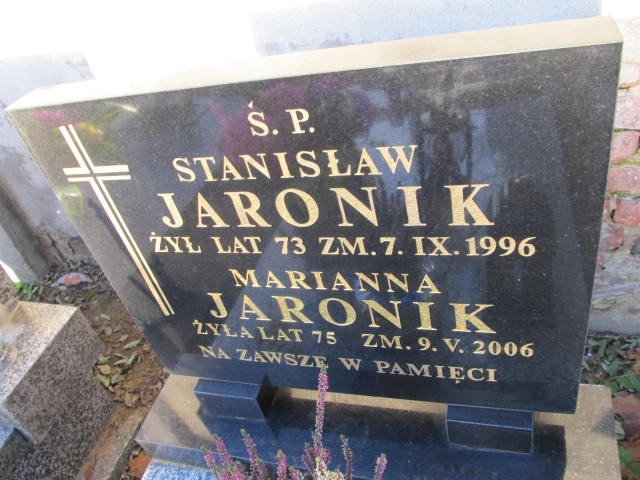 Ś. P.
STANISŁAW
JARONIK
ŻYŁ LAT 73 ZM. 7. IX. 1996
MARIANNA
JARONIK
ŻYŁA LAT 75 ZM. 9. V. 2006
NA ZAWSZE W PAMIĘCI